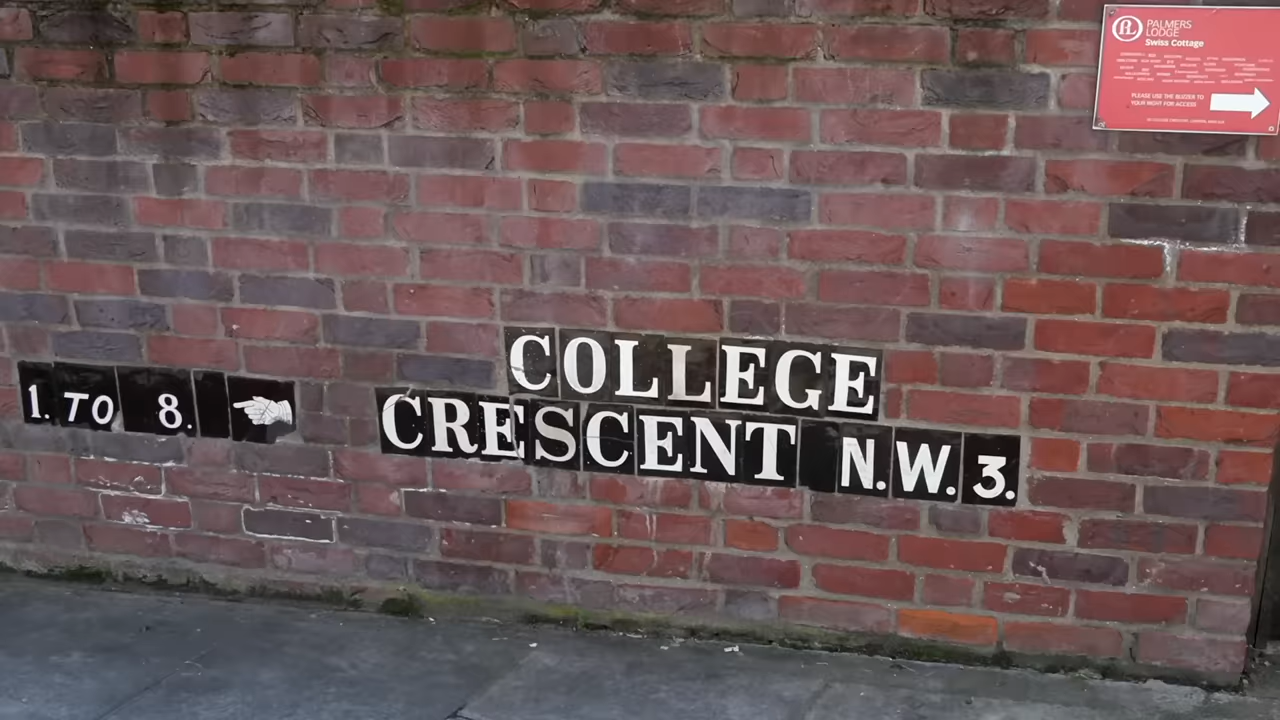 PALMERS
LODGE
Swiss Cottage
PLEASE USE THE BUZZER TO
YOUR RIGHT FOR ACCESS
COLLEGE
1. TO 8.
CRESCENT N.W.3.